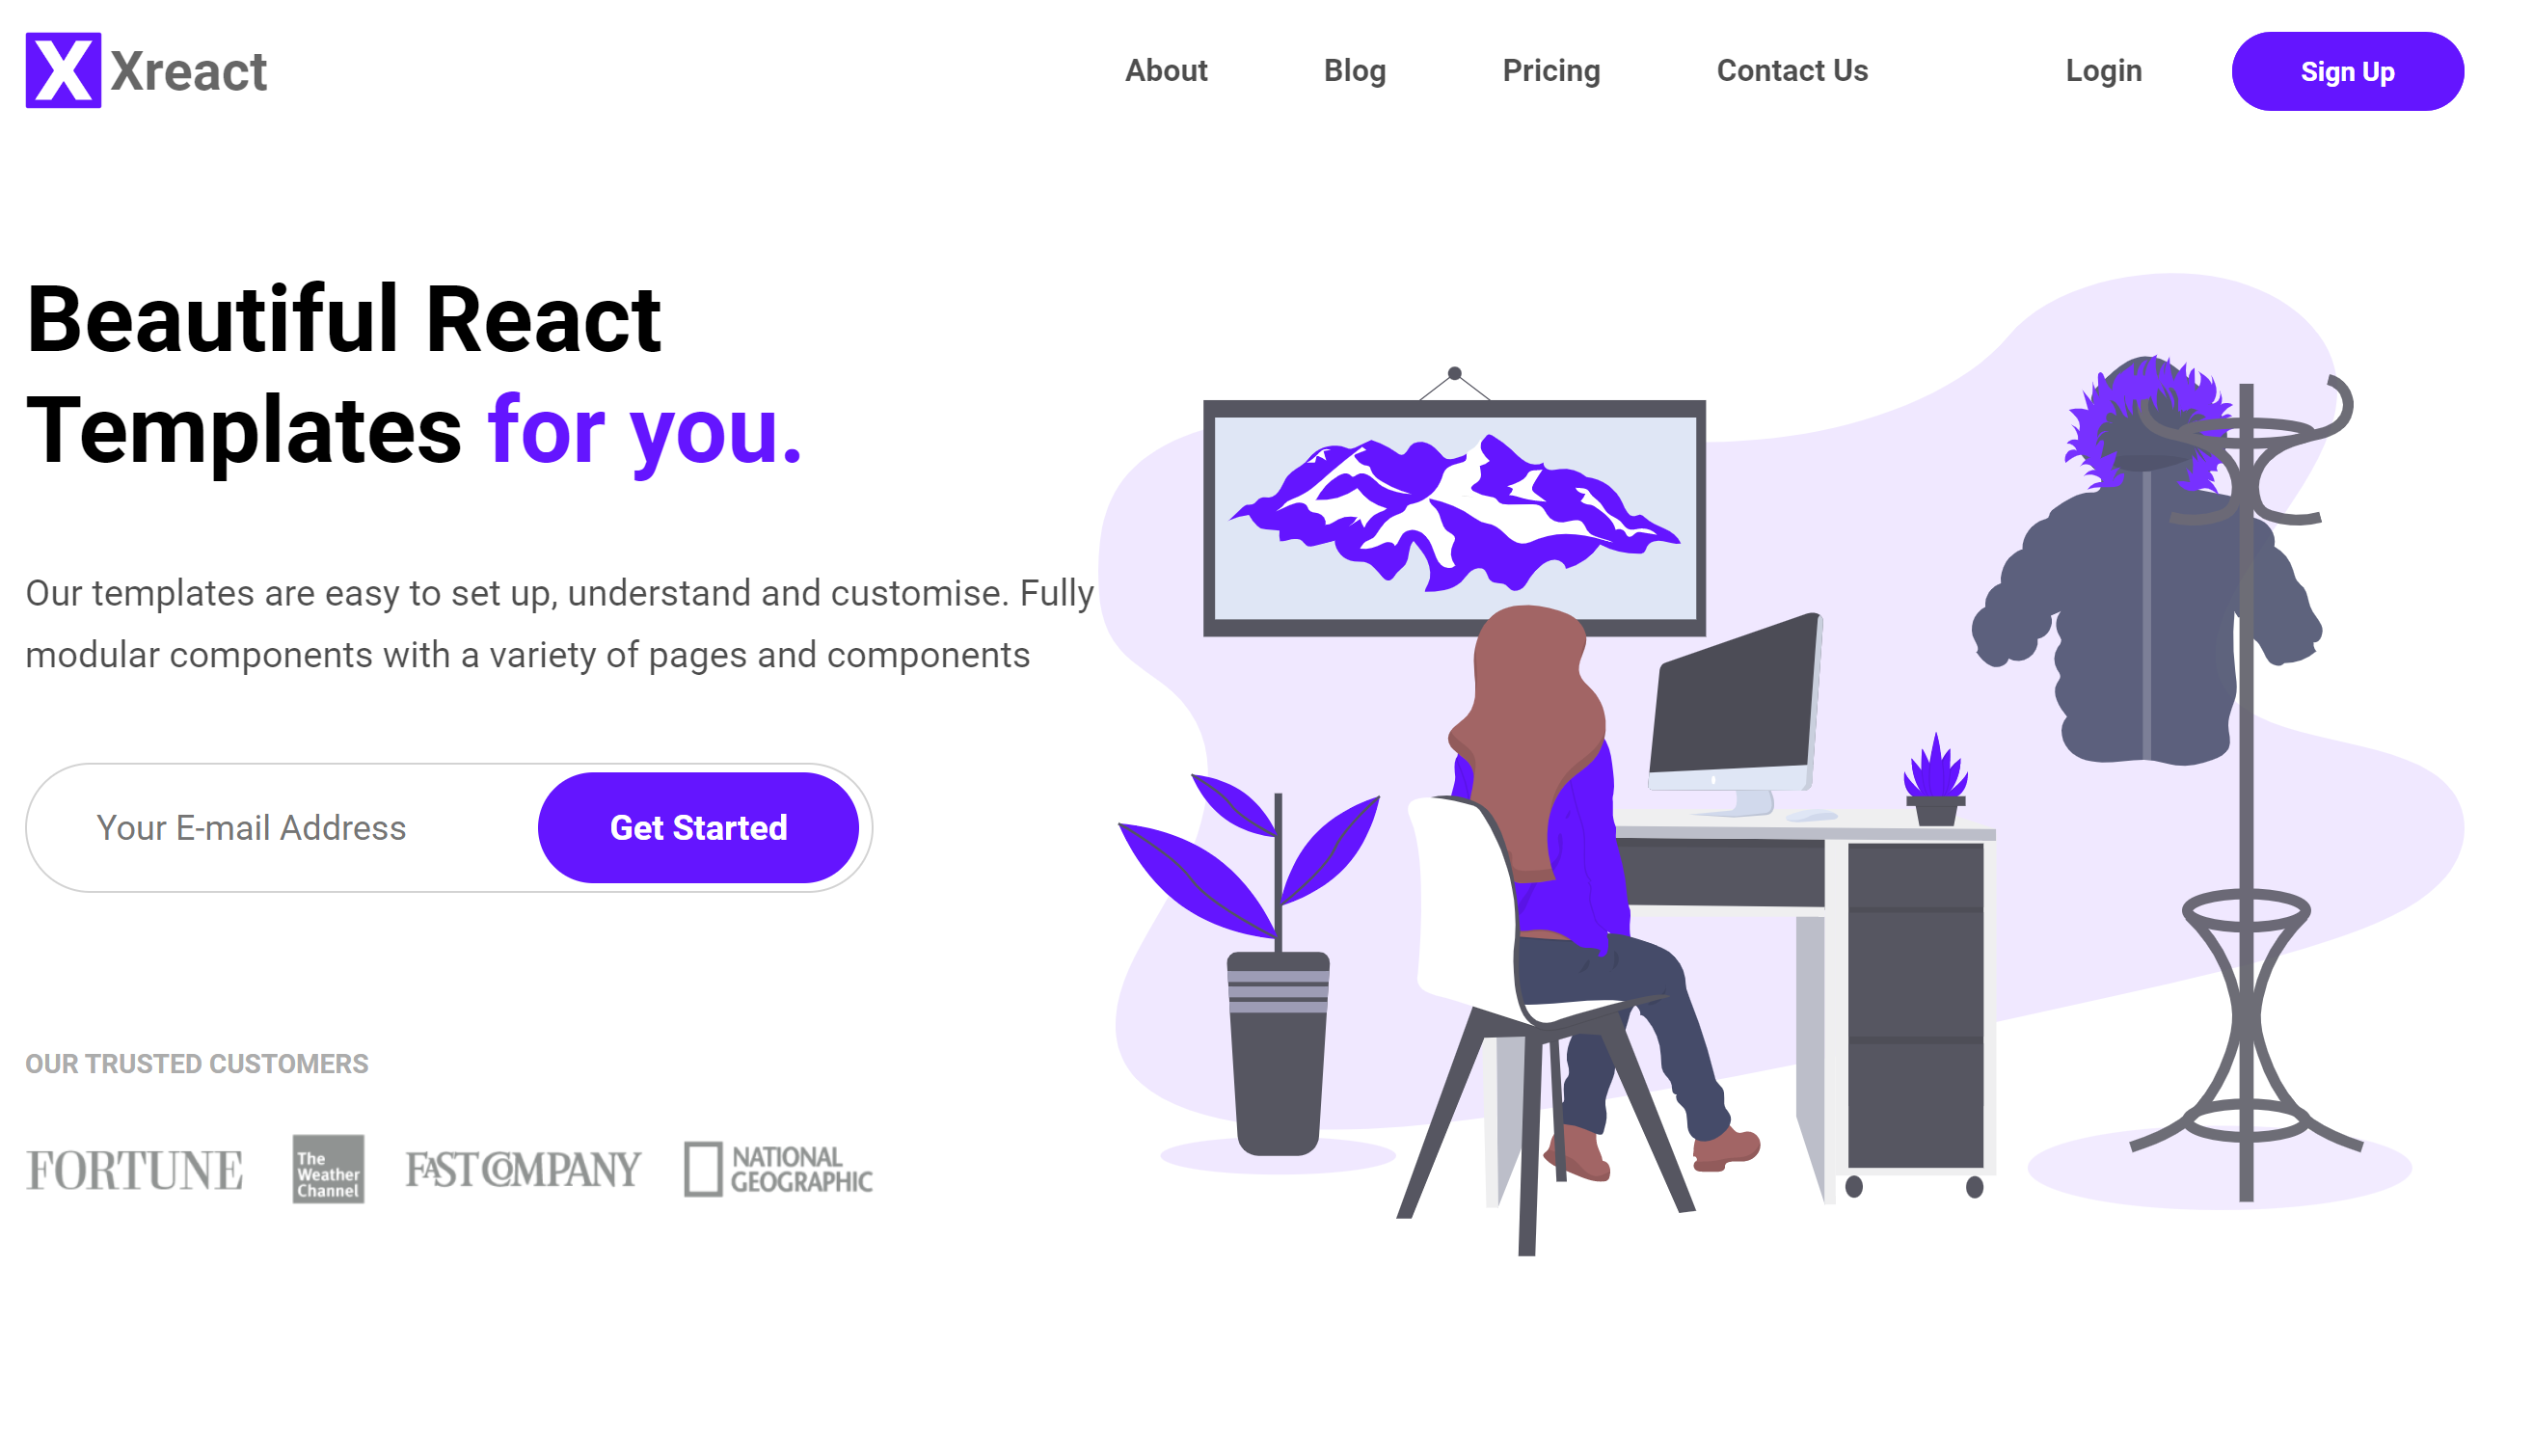 X Xreact
About Blog Pricing Contact Us Login Sign Up
Beautiful React
Templates for you.
Our templates are easy to set up, understand and customise. Fully
modular components with a variety of pages and components
Your E-mail Address Get Started
OUR TRUSTED CUSTOMERS
FORTUNE
The
Weather
Channel
FAST COMPANY
NATIONAL
GEOGRAPHIC